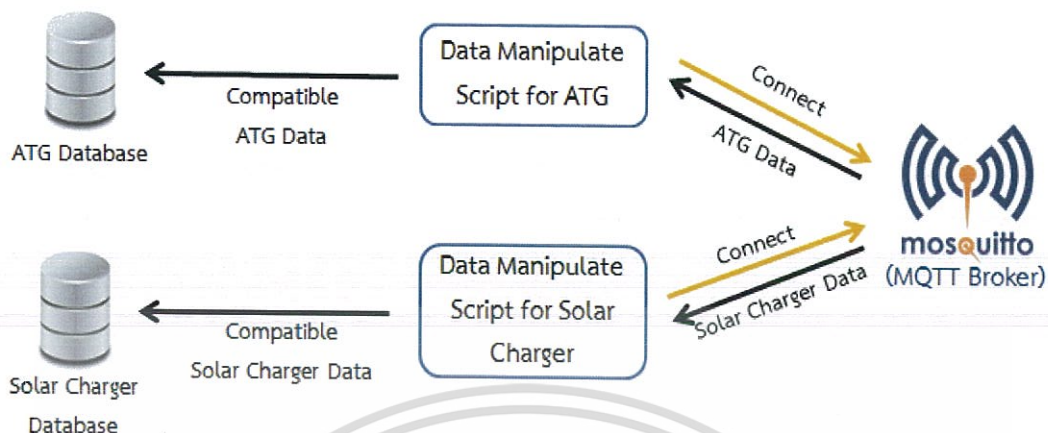 Data Manipulate
Script for ATG
Connect
ATG Data
Compatible
ATG Data
ATG Database
mosquitto
(MQTT Broker)
Data Manipulate
Script for Solar
Charger
Connect
Solar Charger Data
Compatible
Solar Charger Data
Solar Charger
Database